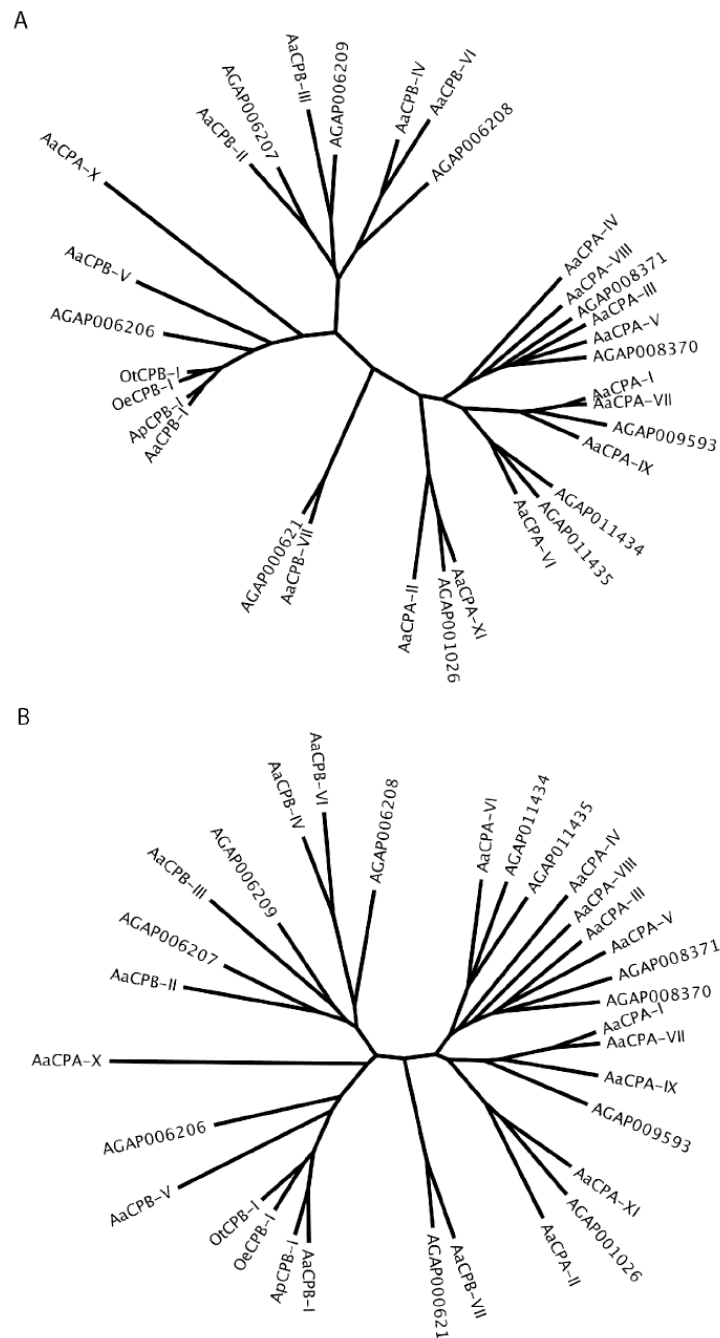 A
AaCPA-X
AaCPB-II
AGAP006207
AaCPB-III
AGAP006209
AaCPB-IV
AaCPB-VI
AGAP006208
AaCPB-V
AGAP006206
OtCPB-I
OeCPB-I
ApCPB-I
AaCPB-I
AaCPA-IV
AaCPA-VIII
AGAP008371
AaCPA-III
AaCPA-V
AGAP008370
AaCPA-I
AaCPA-VII
AGAP009593
AaCPA-IX
AGAP011434
AGAP011435
AaCPA-VI
AaCPA-XI
AGAP001026
AaCPA-II
AaCPB-VII
AGAP000621
B
AaCPB-IV
AaCPB-VI
AGAP006208
AGAP006209
AaCPB-III
AGAP006207
AaCPB-II
AaCPA-X
AGAP006206
AaCPB-V
OtCPB-I
OeCPB-I
ApCPB-I
AaCPB-I
AaCPA-VI
AGAP011434
AGAP011435
AaCPA-IV
AaCPA-VIII
AaCPA-III
AaCPA-V
AGAP008371
AGAP008370
AaCPA-I
AaCPA-VII
AaCPA-IX
AGAP009593
AaCPA-XI
AGAP001026
AaCPA-II
AaCPB-VII
AGAP000621